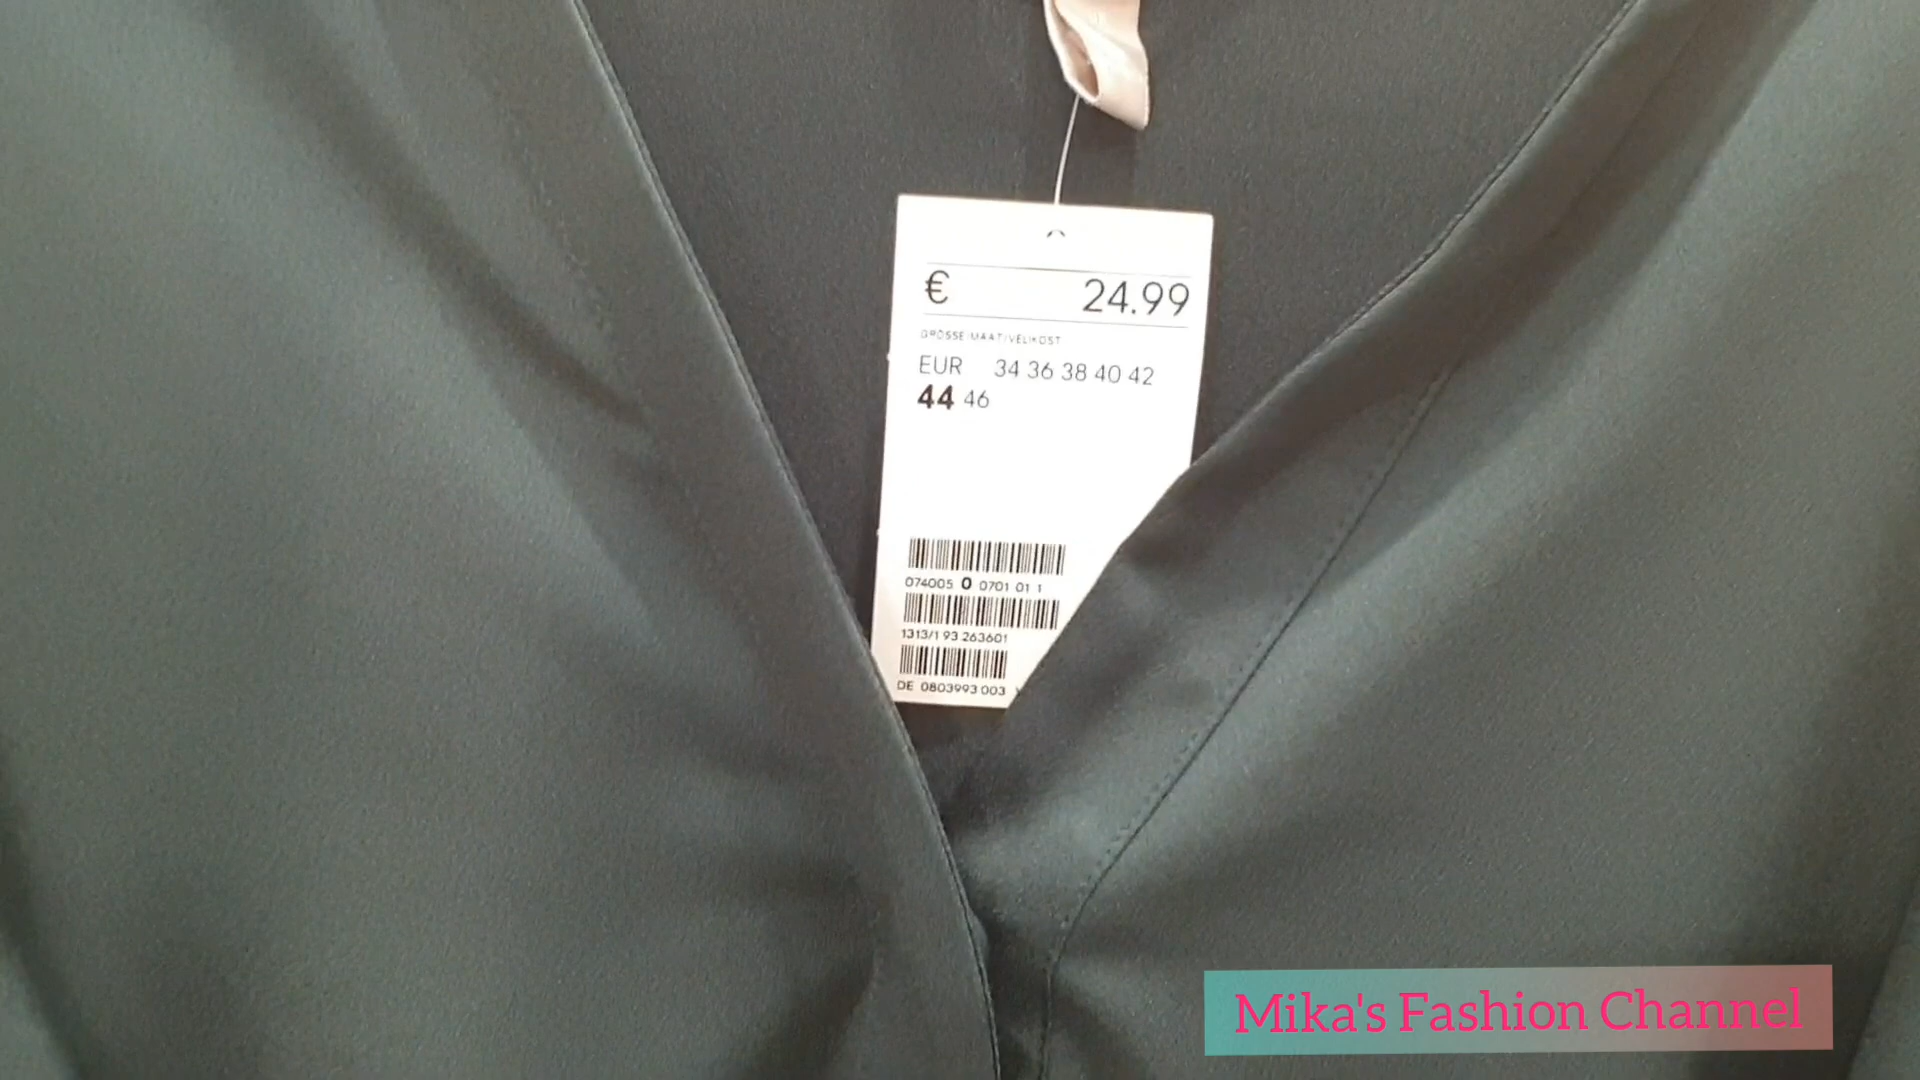 € 24.99
GRÖSSE/MAAT/VELIKOST
EUR 34 36 38 40 42
44 46
074005 0 0701 01 1
1313/1 93 263601
DE 0803993 003
Mika's Fashion Channel